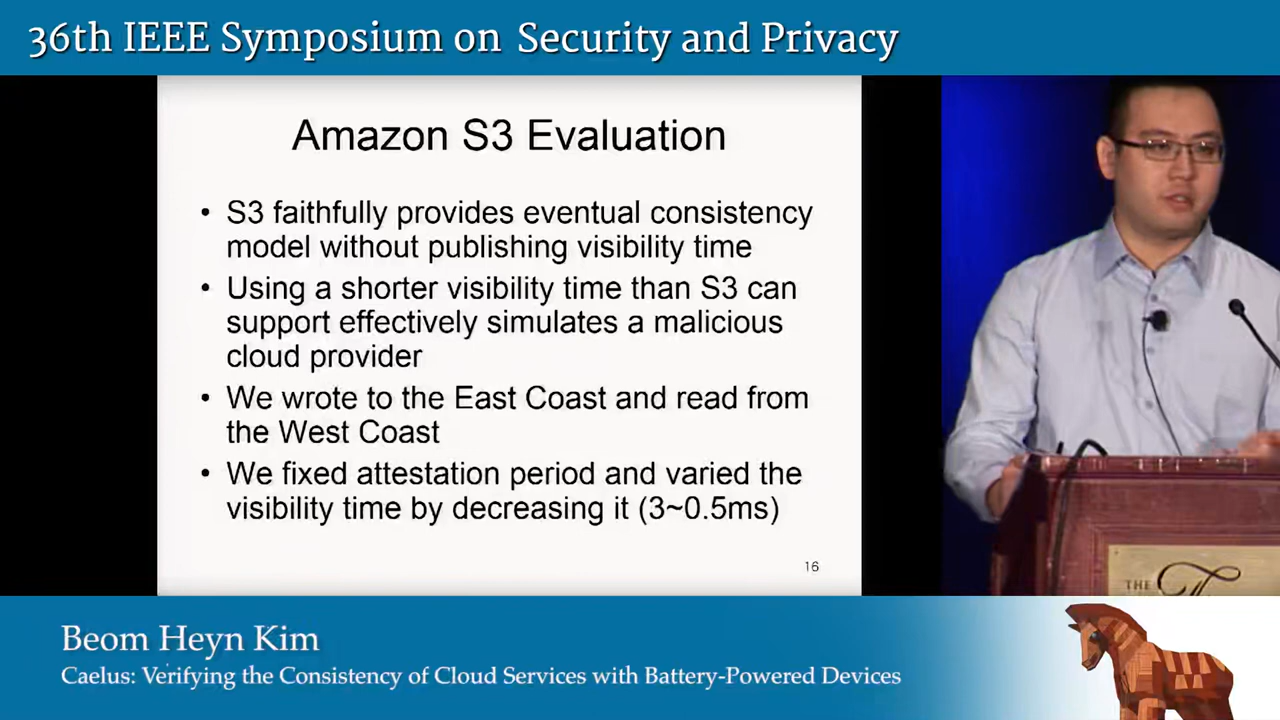 36th IEEE Symposium on Security and Privacy
Amazon S3 Evaluation
• S3 faithfully provides eventual consistency
model without publishing visibility time
• Using a shorter visibility time than S3 can
support effectively simulates a malicious
cloud provider
• We wrote to the East Coast and read from
the West Coast
• We fixed attestation period and varied the
visibility time by decreasing it (3~0.5ms)
16
THE
Beom Heyn Kim
Caelus: Verifying the Consistency of Cloud Services with Battery-Powered Devices